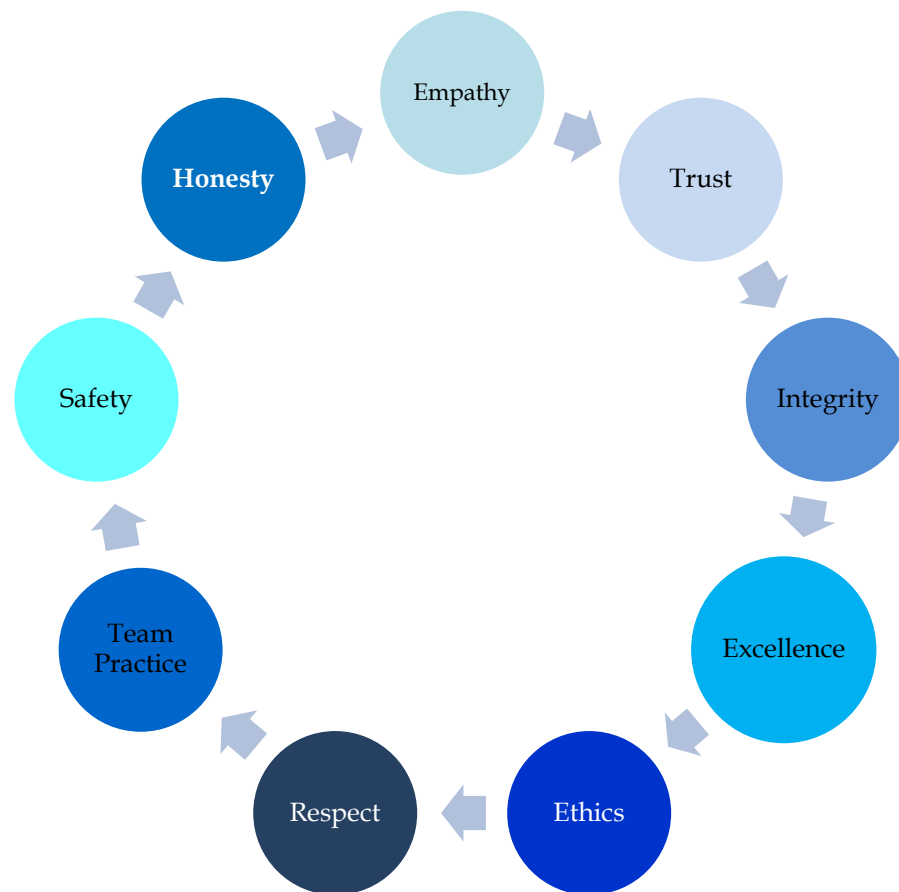 Empathy
Trust
Integrity
Excellence
Ethics
Respect
Team
Practice
Safety
Honesty